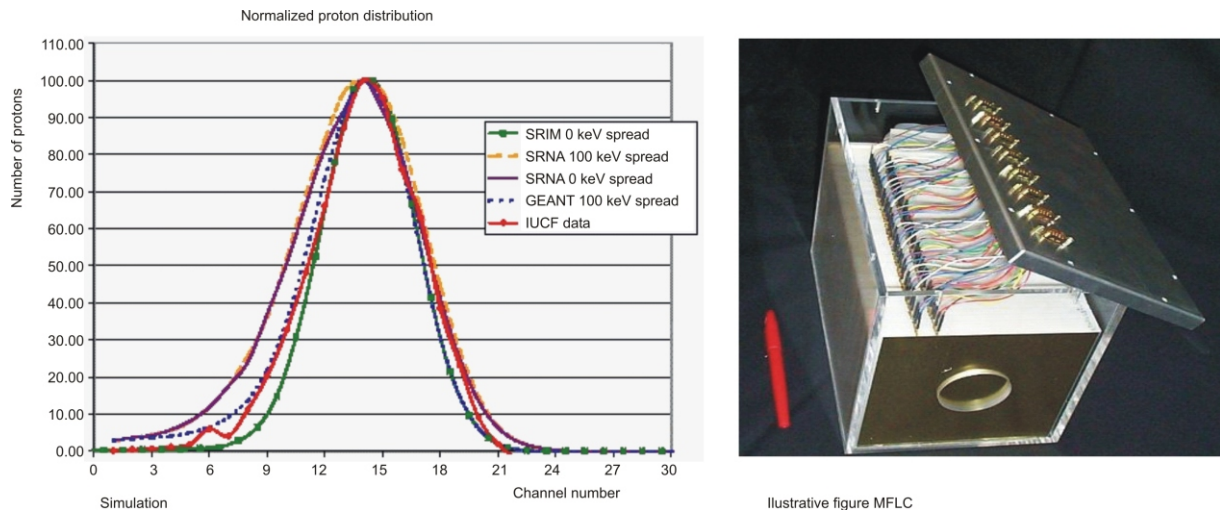 Normalized proton distribution
Number of protons
110.00
100.00
90.00
80.00
70.00
60.00
50.00
40.00
30.00
20.00
10.00
0.00
SRIM 0 keV spread
SRNA 100 keV spread
SRNA 0 keV spread
GEANT 100 keV spread
IUCF data
0 3 6 9 12 15 18 21 24 27 30
Channel number
Simulation
Ilustrative figure MFLC